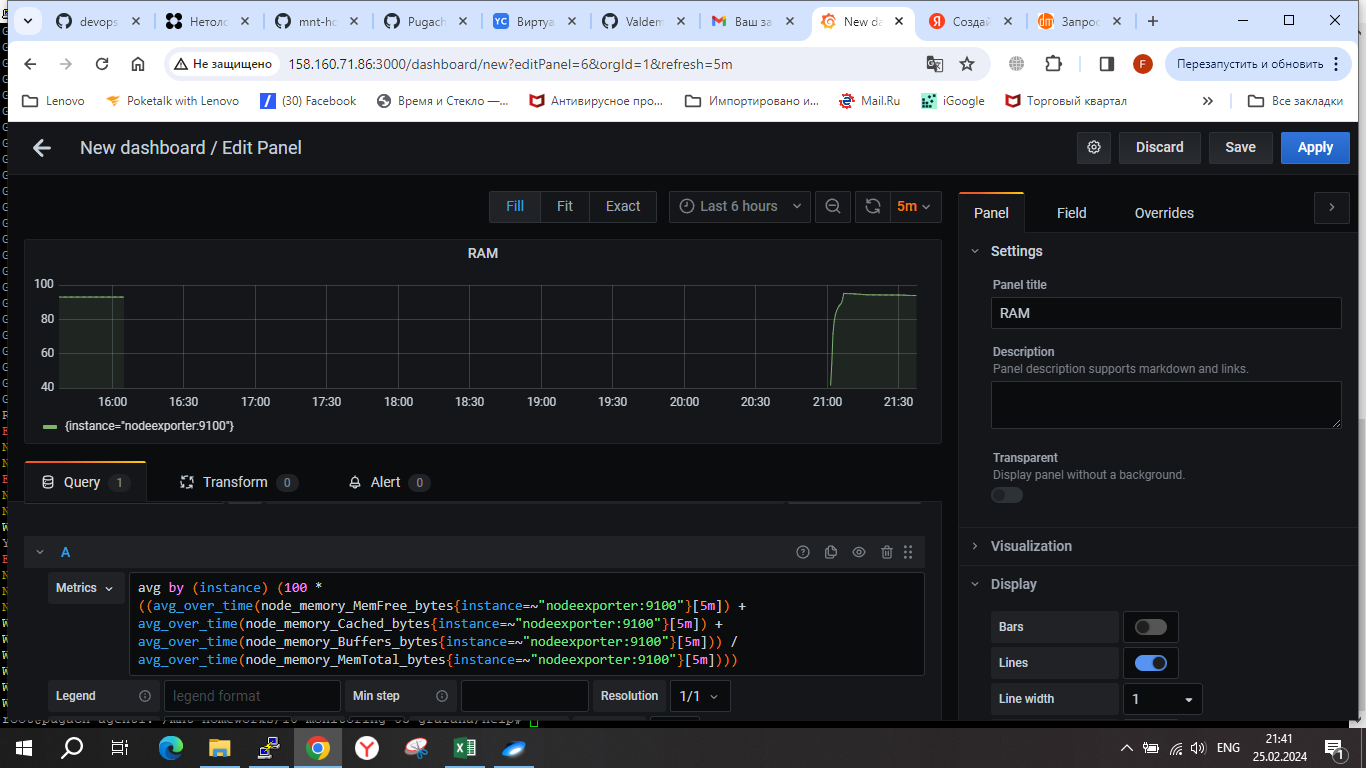 devops
Нетоло
mnt-ho
Pugach
YC Виртуа
Valdem
Ваш за
New da
Я Создай
dm Запрос
Не защищено
158.160.71.86:3000/dashboard/new?editPanel=6&orgId=1&refresh=5m
F
Перезапустить и обновить
Lenovo
Poketalk with Lenovo
(30) Facebook
Время и Стекло —...
Антивирусное про...
Импортировано и...
Mail.Ru
iGoogle
Торговый квартал
Все закладки
New dashboard / Edit Panel
Discard
Save
Apply
Fill
Fit
Exact
Last 6 hours
5m
Panel
Field
Overrides
RAM
100
80
60
40
16:00 16:30 17:00 17:30 18:00 18:30 19:00 19:30 20:00 20:30 21:00 21:30
{instance="nodeexporter:9100"}
Settings
Panel title
RAM
Description
Panel description supports markdown and links.
Transparent
Display panel without a background.
Visualization
Display
Bars
Lines
Line width
1
Query 1
Transform 0
Alert 0
A
Metrics
avg by (instance) (100 *
((avg_over_time(node_memory_MemFree_bytes{instance=~"nodeexporter:9100"}[5m]) +
avg_over_time(node_memory_Cached_bytes{instance=~"nodeexporter:9100"}[5m]) +
avg_over_time(node_memory_Buffers_bytes{instance=~"nodeexporter:9100"}[5m])) /
avg_over_time(node_memory_MemTotal_bytes{instance=~"nodeexporter:9100"}[5m])))
Legend
legend format
Min step
Resolution
1/1
ENG
21:41
25.02.2024
1